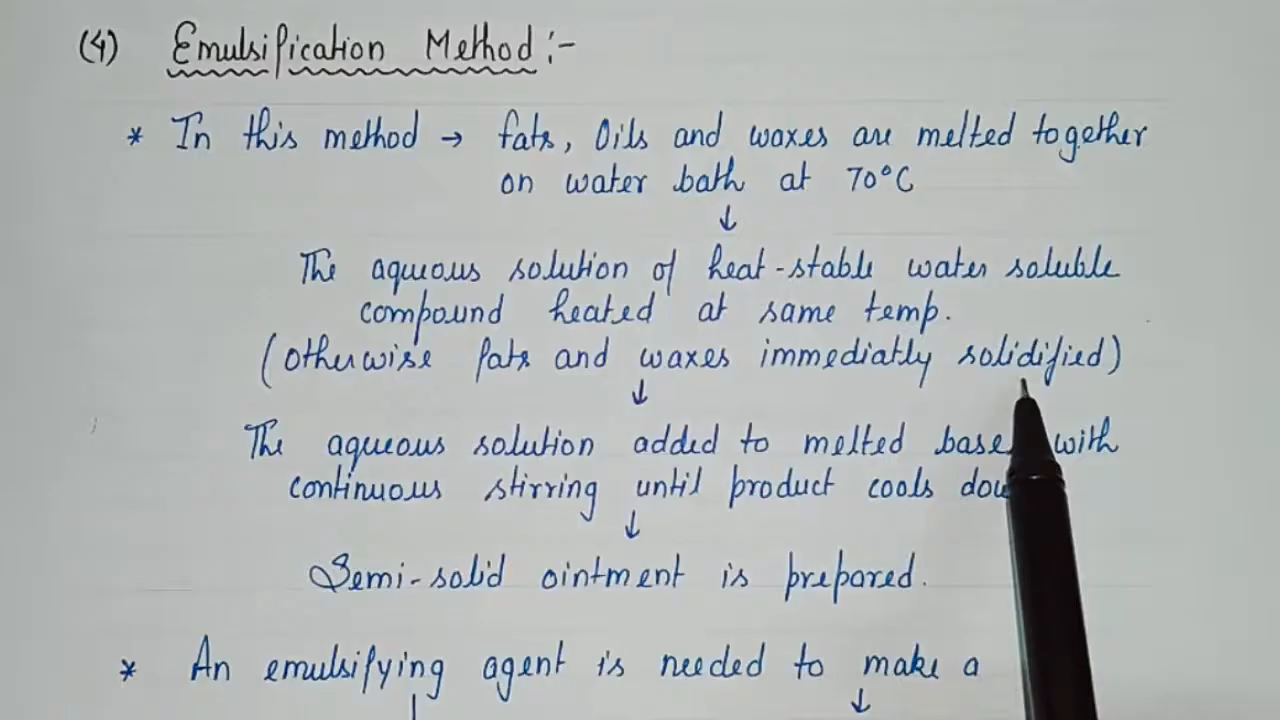 (4) Emulsification Method :-
* In this method → fats, Oils and waxes are melted together
on water bath at 70°C
↓
The aqueous solution of heat-stable water soluble
compound heated at same temp.
(Otherwise fats and waxes immediatly solidified)
↓
The aqueous solution added to melted base with
continuous stirring until product cools
↓
Semi-solid ointment is prepared.
* An emulsifying agent is needed to make a
↓